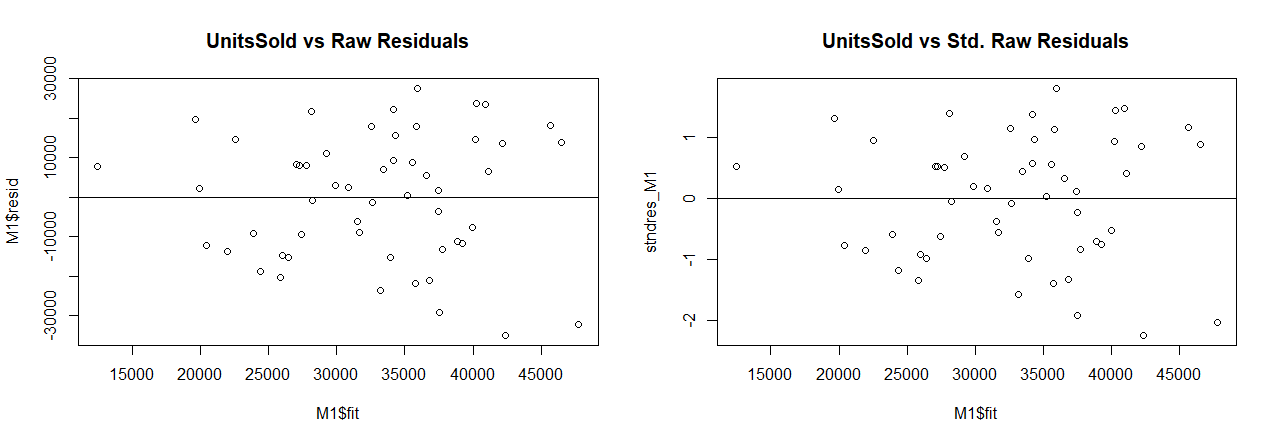 UnitsSold vs Raw Residuals
M1$resid
30000
10000
-10000
-30000
15000 20000 25000 30000 35000 40000 45000
M1$fit
UnitsSold vs Std. Raw Residuals
stndres_M1
1
0
-1
-2
15000 20000 25000 30000 35000 40000 45000
M1$fit